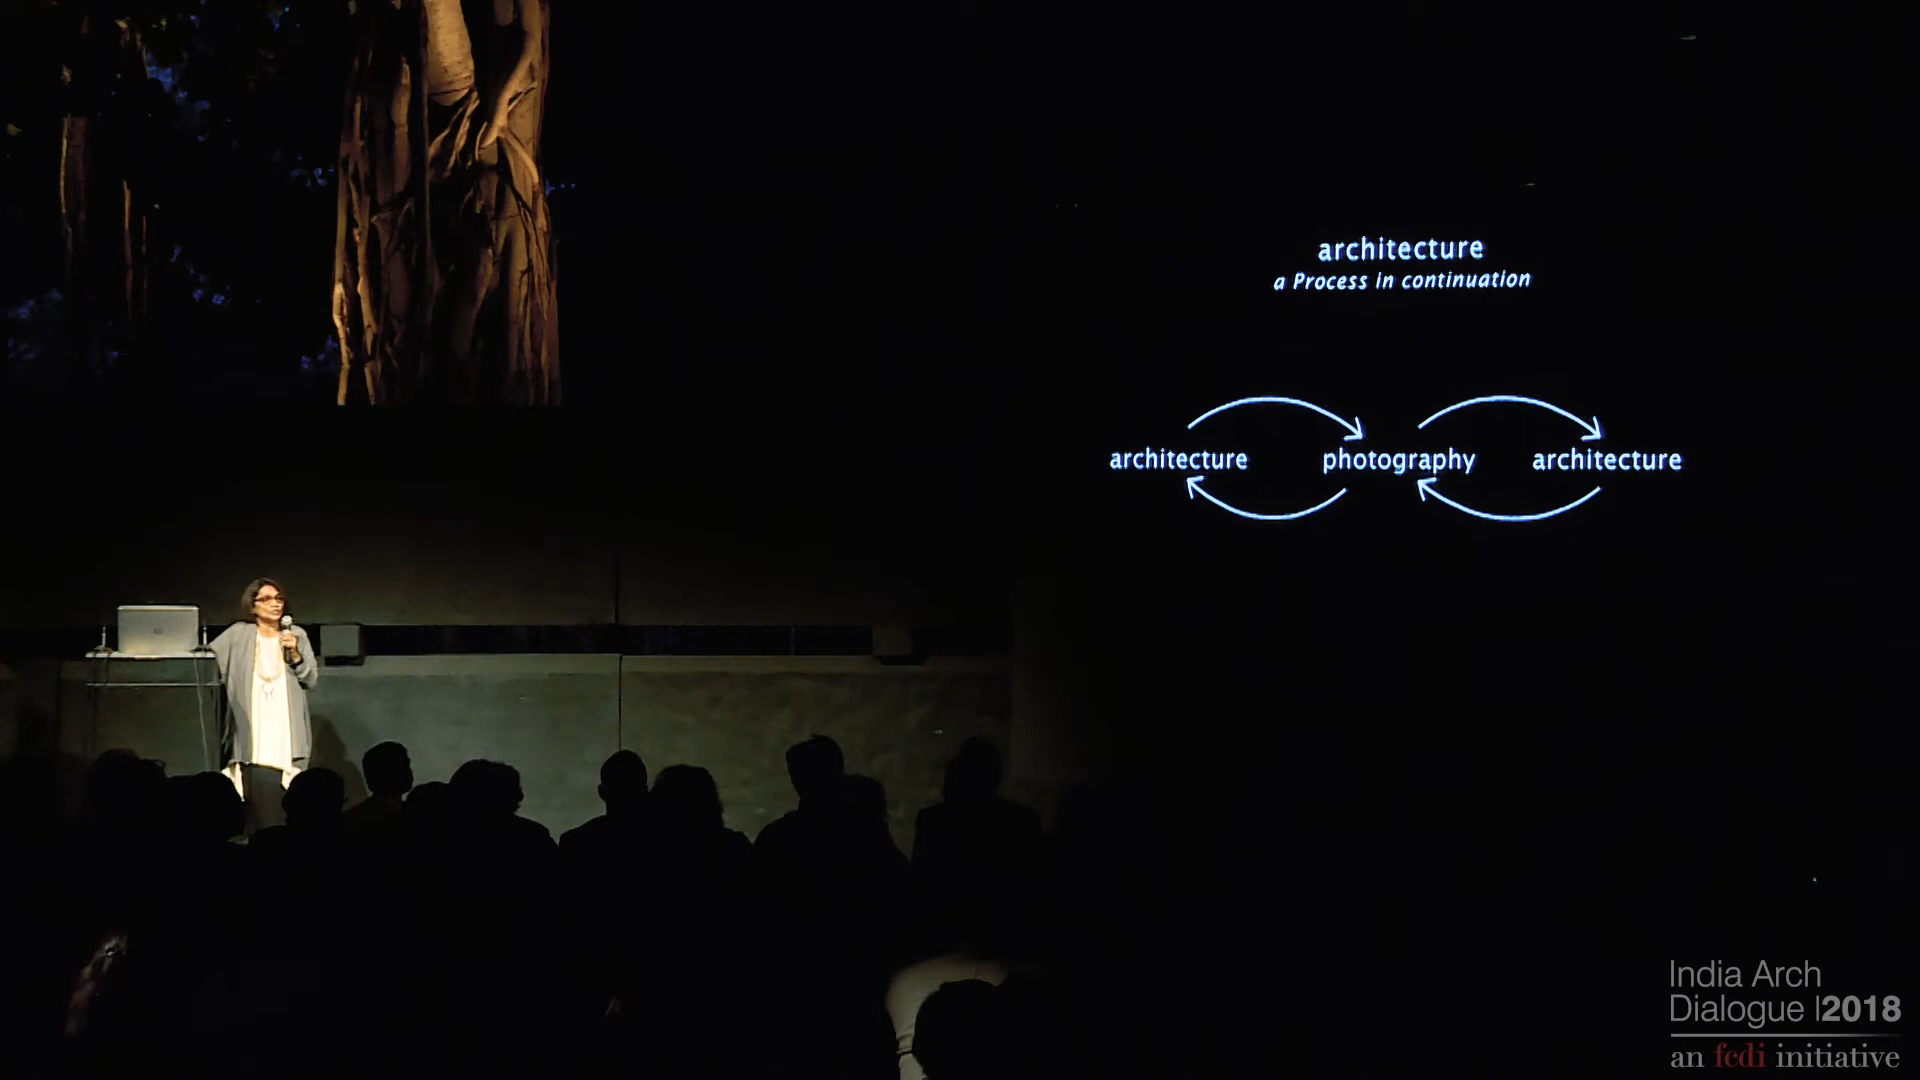 architecture
a Process in continuation
architecture photography architecture
India Arch
Dialogue |2018
an fcdi initiative